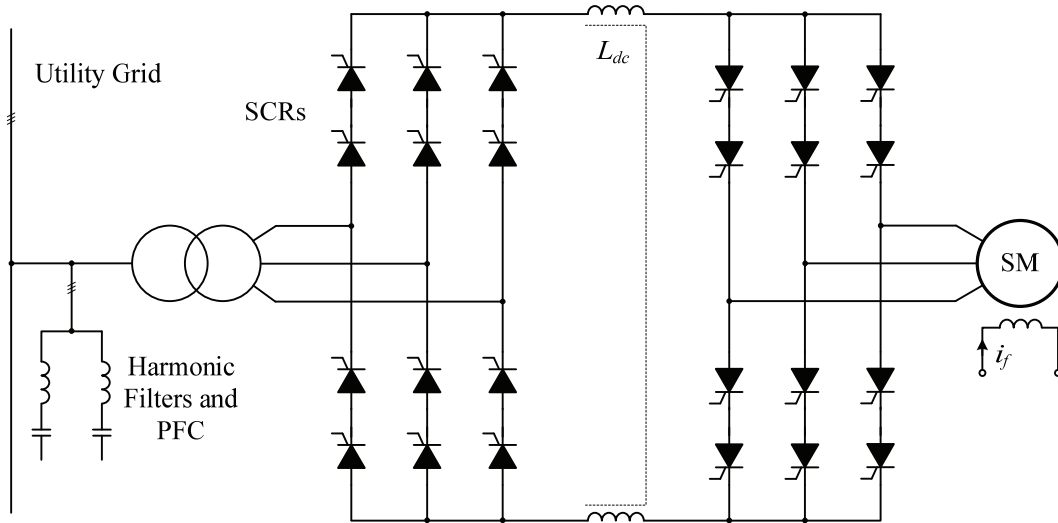 Utility Grid
SCRs
L_dc
SM
i_f
Harmonic
Filters and
PFC